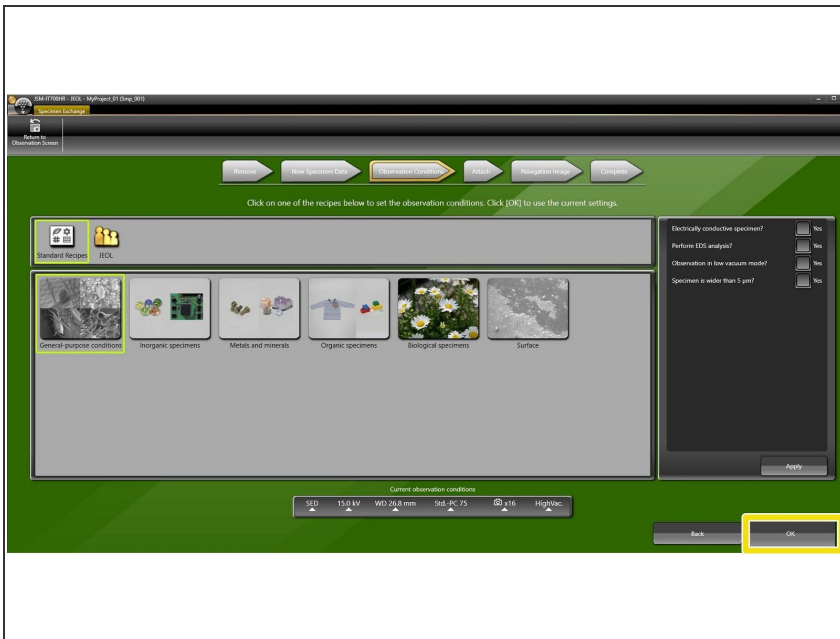 JSM-IT700HR - JEOL - MyProject_01 (Smp_001)
Specimen Exchange
Return to
Observation Screen
Remove
New Specimen Data
Observation Conditions
Attach
Navigation Image
Complete
Click on one of the recipes below to set the observation conditions. Click [OK] to use the current settings.
Standard Recipes
JEOL
General-purpose conditions
Inorganic specimens
Metals and minerals
Organic specimens
Biological specimens
Surface
Electrically conductive specimen? Yes
Perform EDS analysis? Yes
Observation in low vacuum mode? Yes
Specimen is wider than 5 μm? Yes
Apply
Current observation conditions
SED 15.0 kV WD 26.8 mm Std.-PC 75 x16 HighVac.
Back
OK